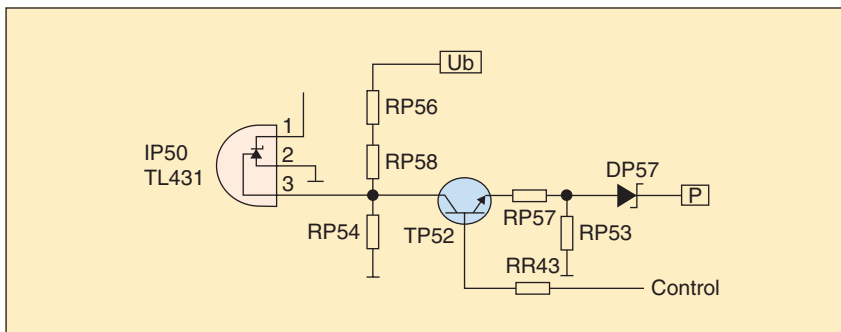 Ub
RP56
1
IP50
TL431
2
RP58
3
DP57
P
RP54
TP52
RP57
RP53
RR43
Control